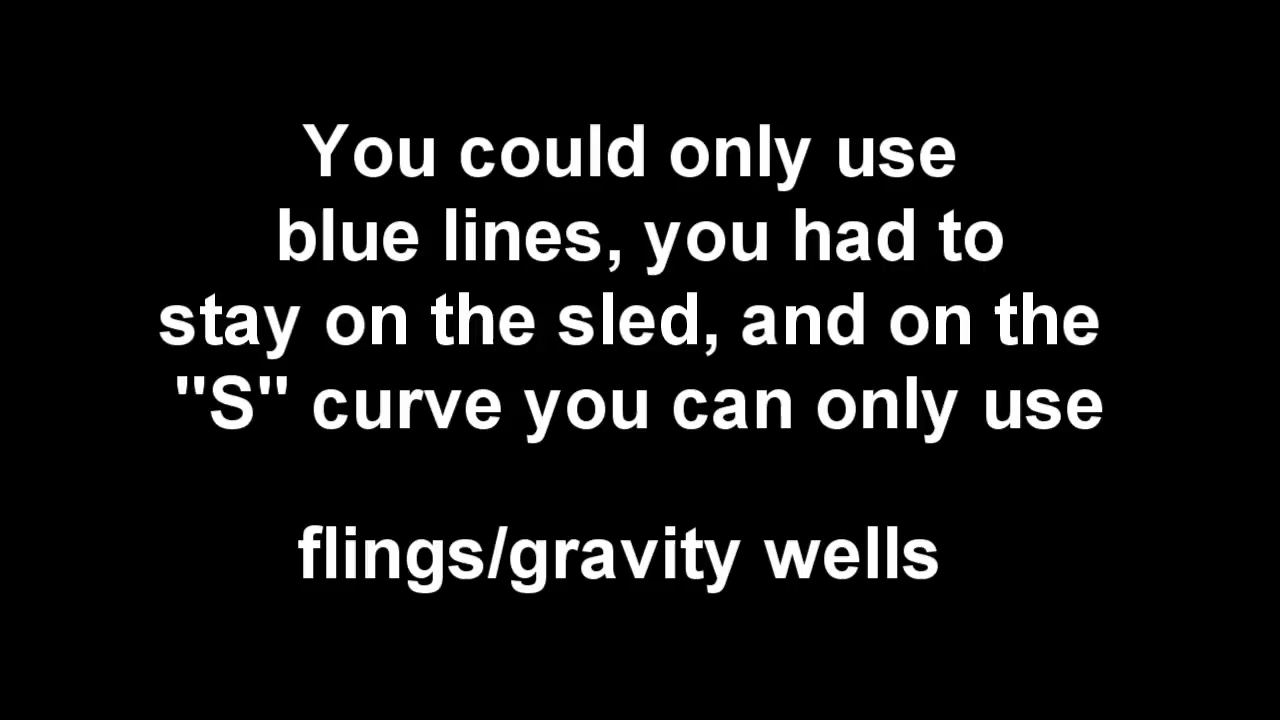 You could only use
blue lines, you had to
stay on the sled, and on the
"S" curve you can only use
flings/gravity wells